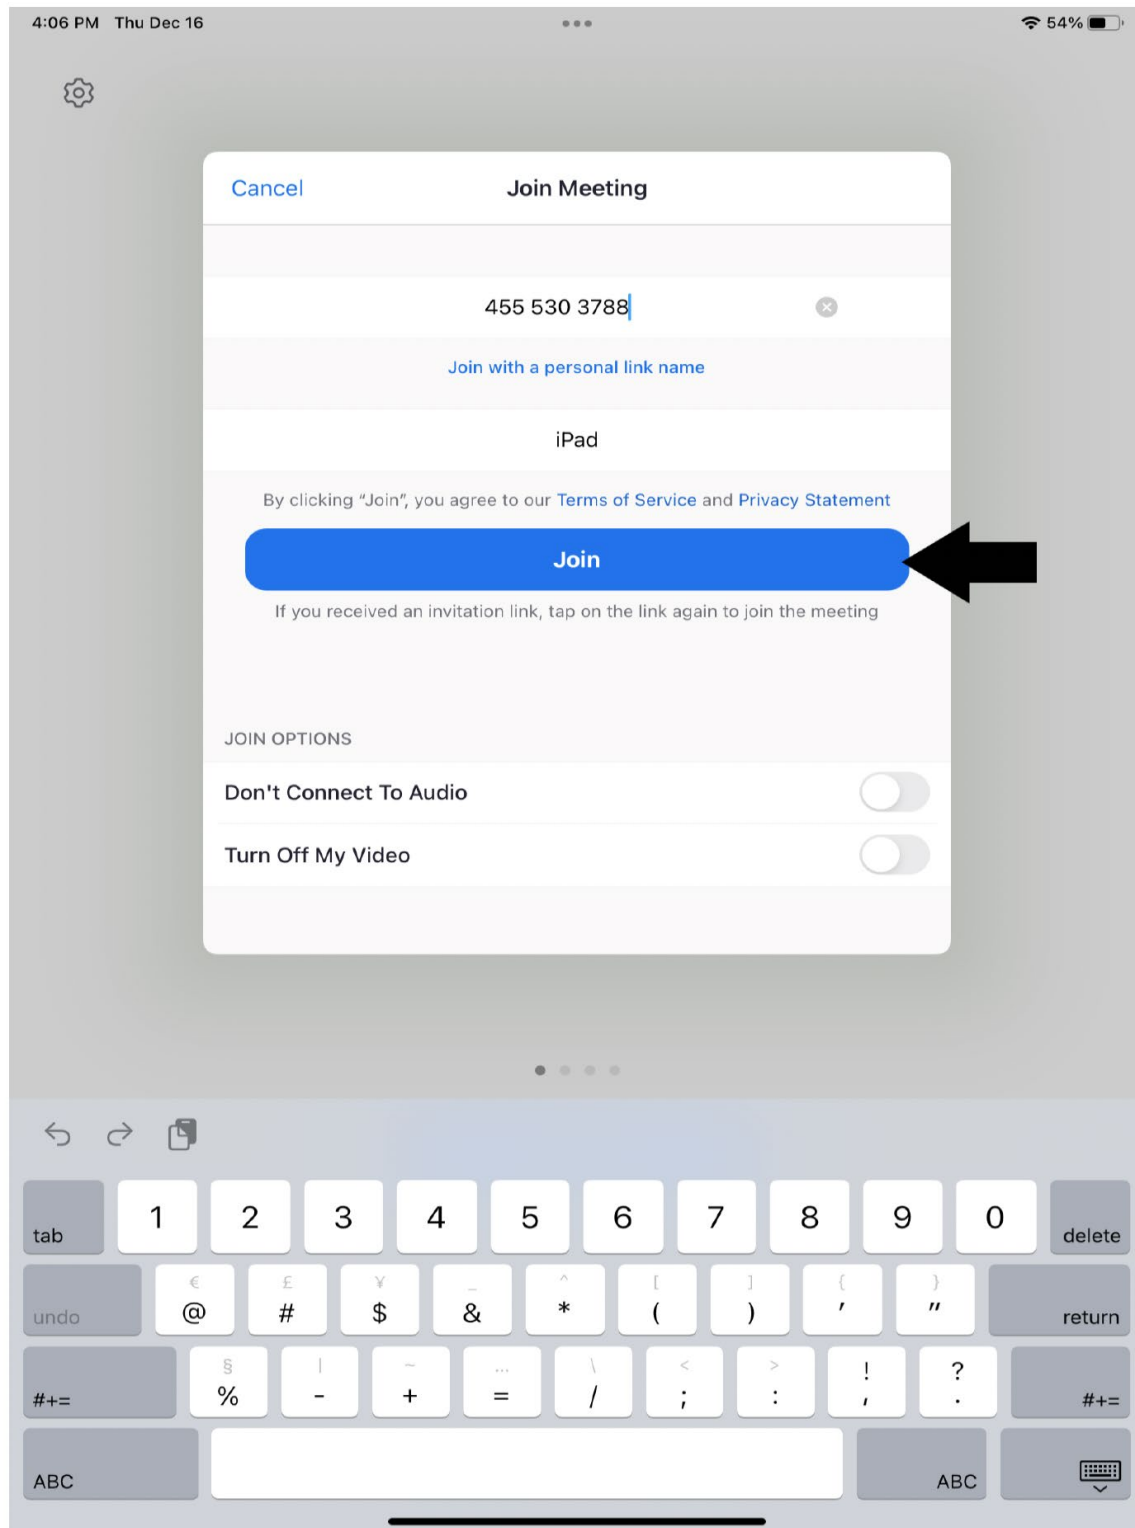 4:06 PM Thu Dec 16
54%
Cancel
Join Meeting
455 530 3788
Join with a personal link name
iPad
By clicking "Join", you agree to our Terms of Service and Privacy Statement
Join
If you received an invitation link, tap on the link again to join the meeting
JOIN OPTIONS
Don't Connect To Audio
Turn Off My Video
tab 1 2 3 4 5 6 7 8 9 0 delete
€ £ ¥ _ ^ [ ] { }
undo @ # $ & * ( ) ' " return
§ | ~ … \ < > ! ?
#+= % - + = / ; : , . #+=
ABC ABC